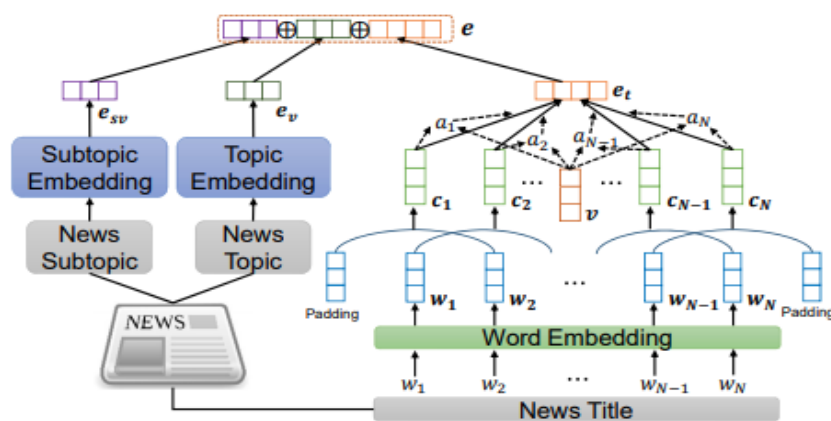 ⊕ ⊕ e
e_sv e_v e_t
a_1 a_2 a_{N-1} a_N
Subtopic
Embedding
Topic
Embedding
c_1 c_2 ... v ... c_{N-1} c_N
News
Subtopic
News
Topic
Padding w_1 w_2 ... w_{N-1} w_N Padding
NEWS
Word Embedding
w_1 w_2 ... w_{N-1} w_N
News Title